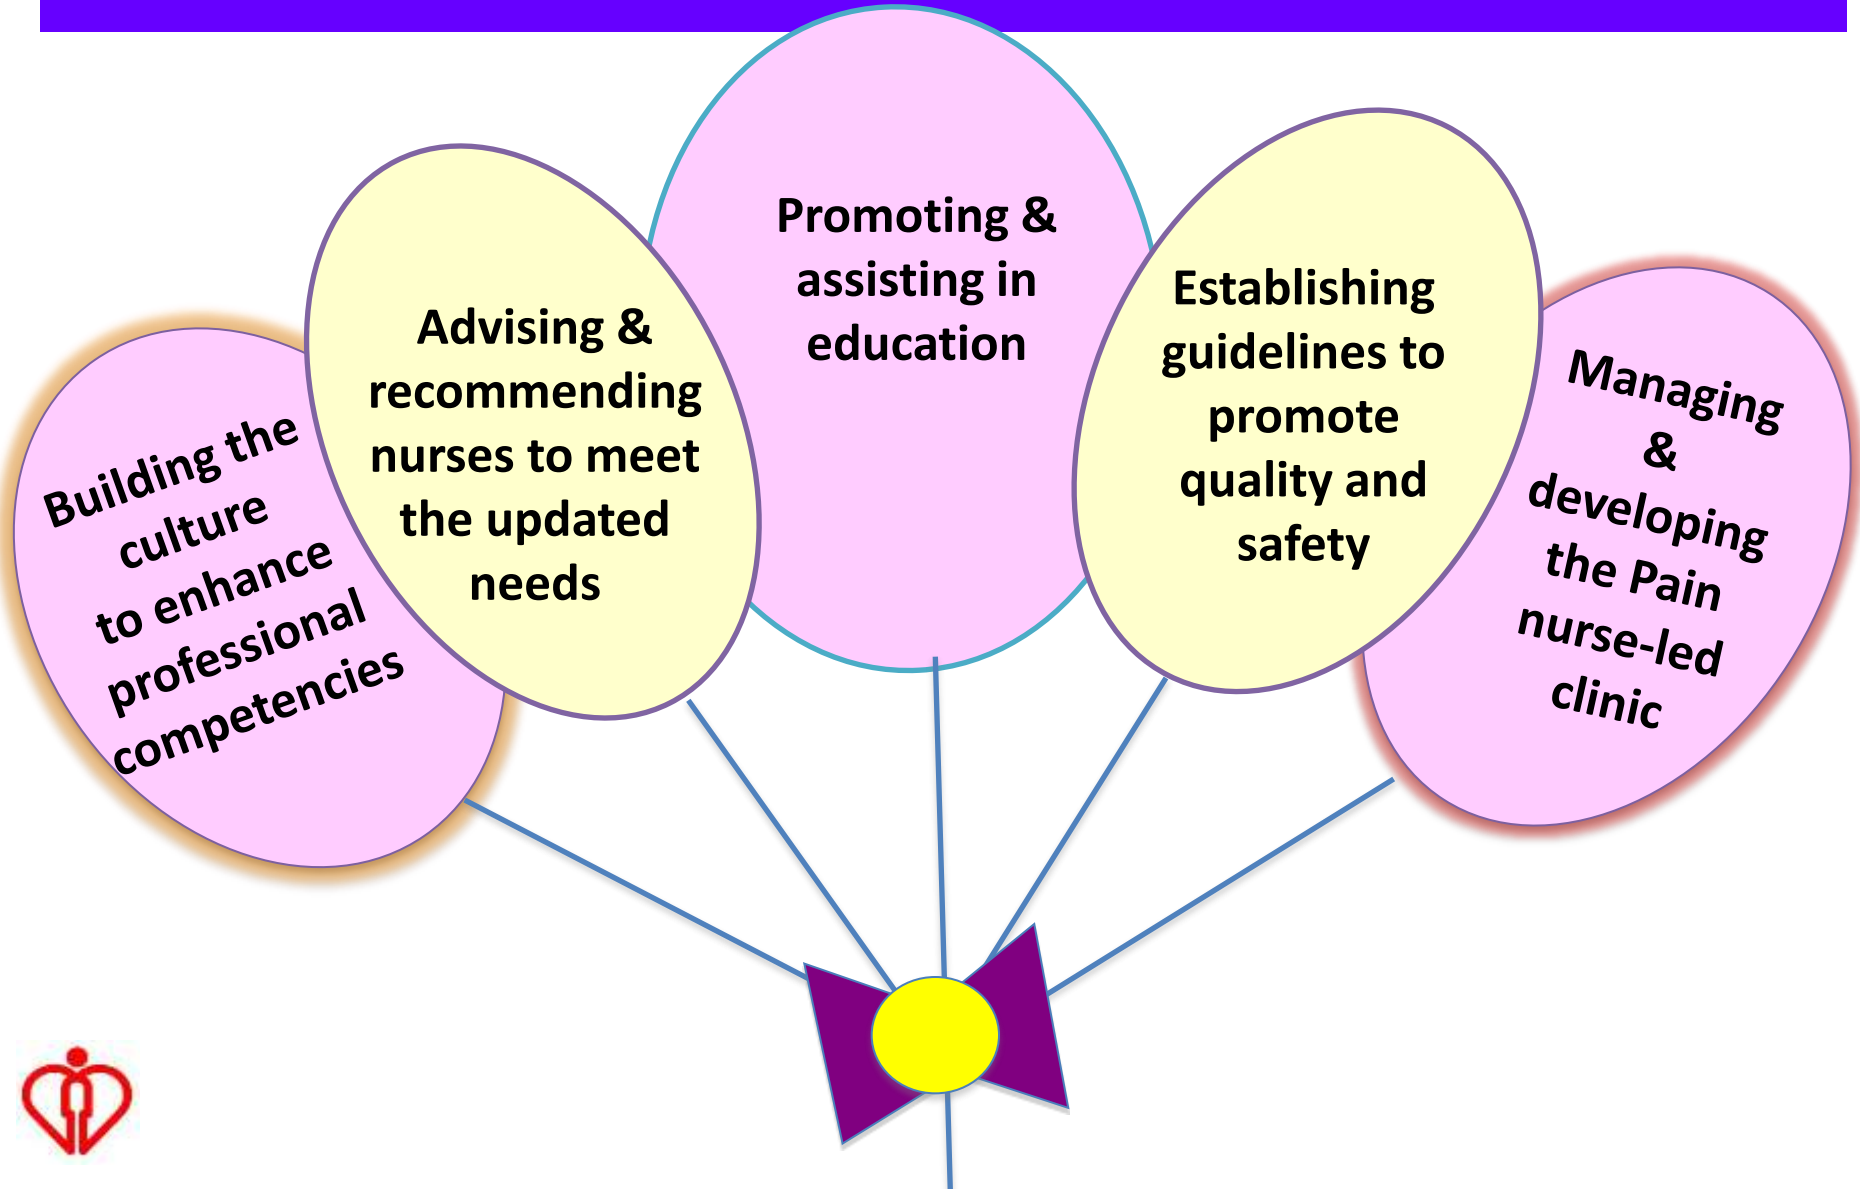 Building the
culture
to enhance
professional
competencies
Advising &
recommending
nurses to meet
the updated
needs
Promoting &
assisting in
education
Establishing
guidelines to
promote
quality and
safety
Managing
&
developing
the Pain
nurse-led
clinic